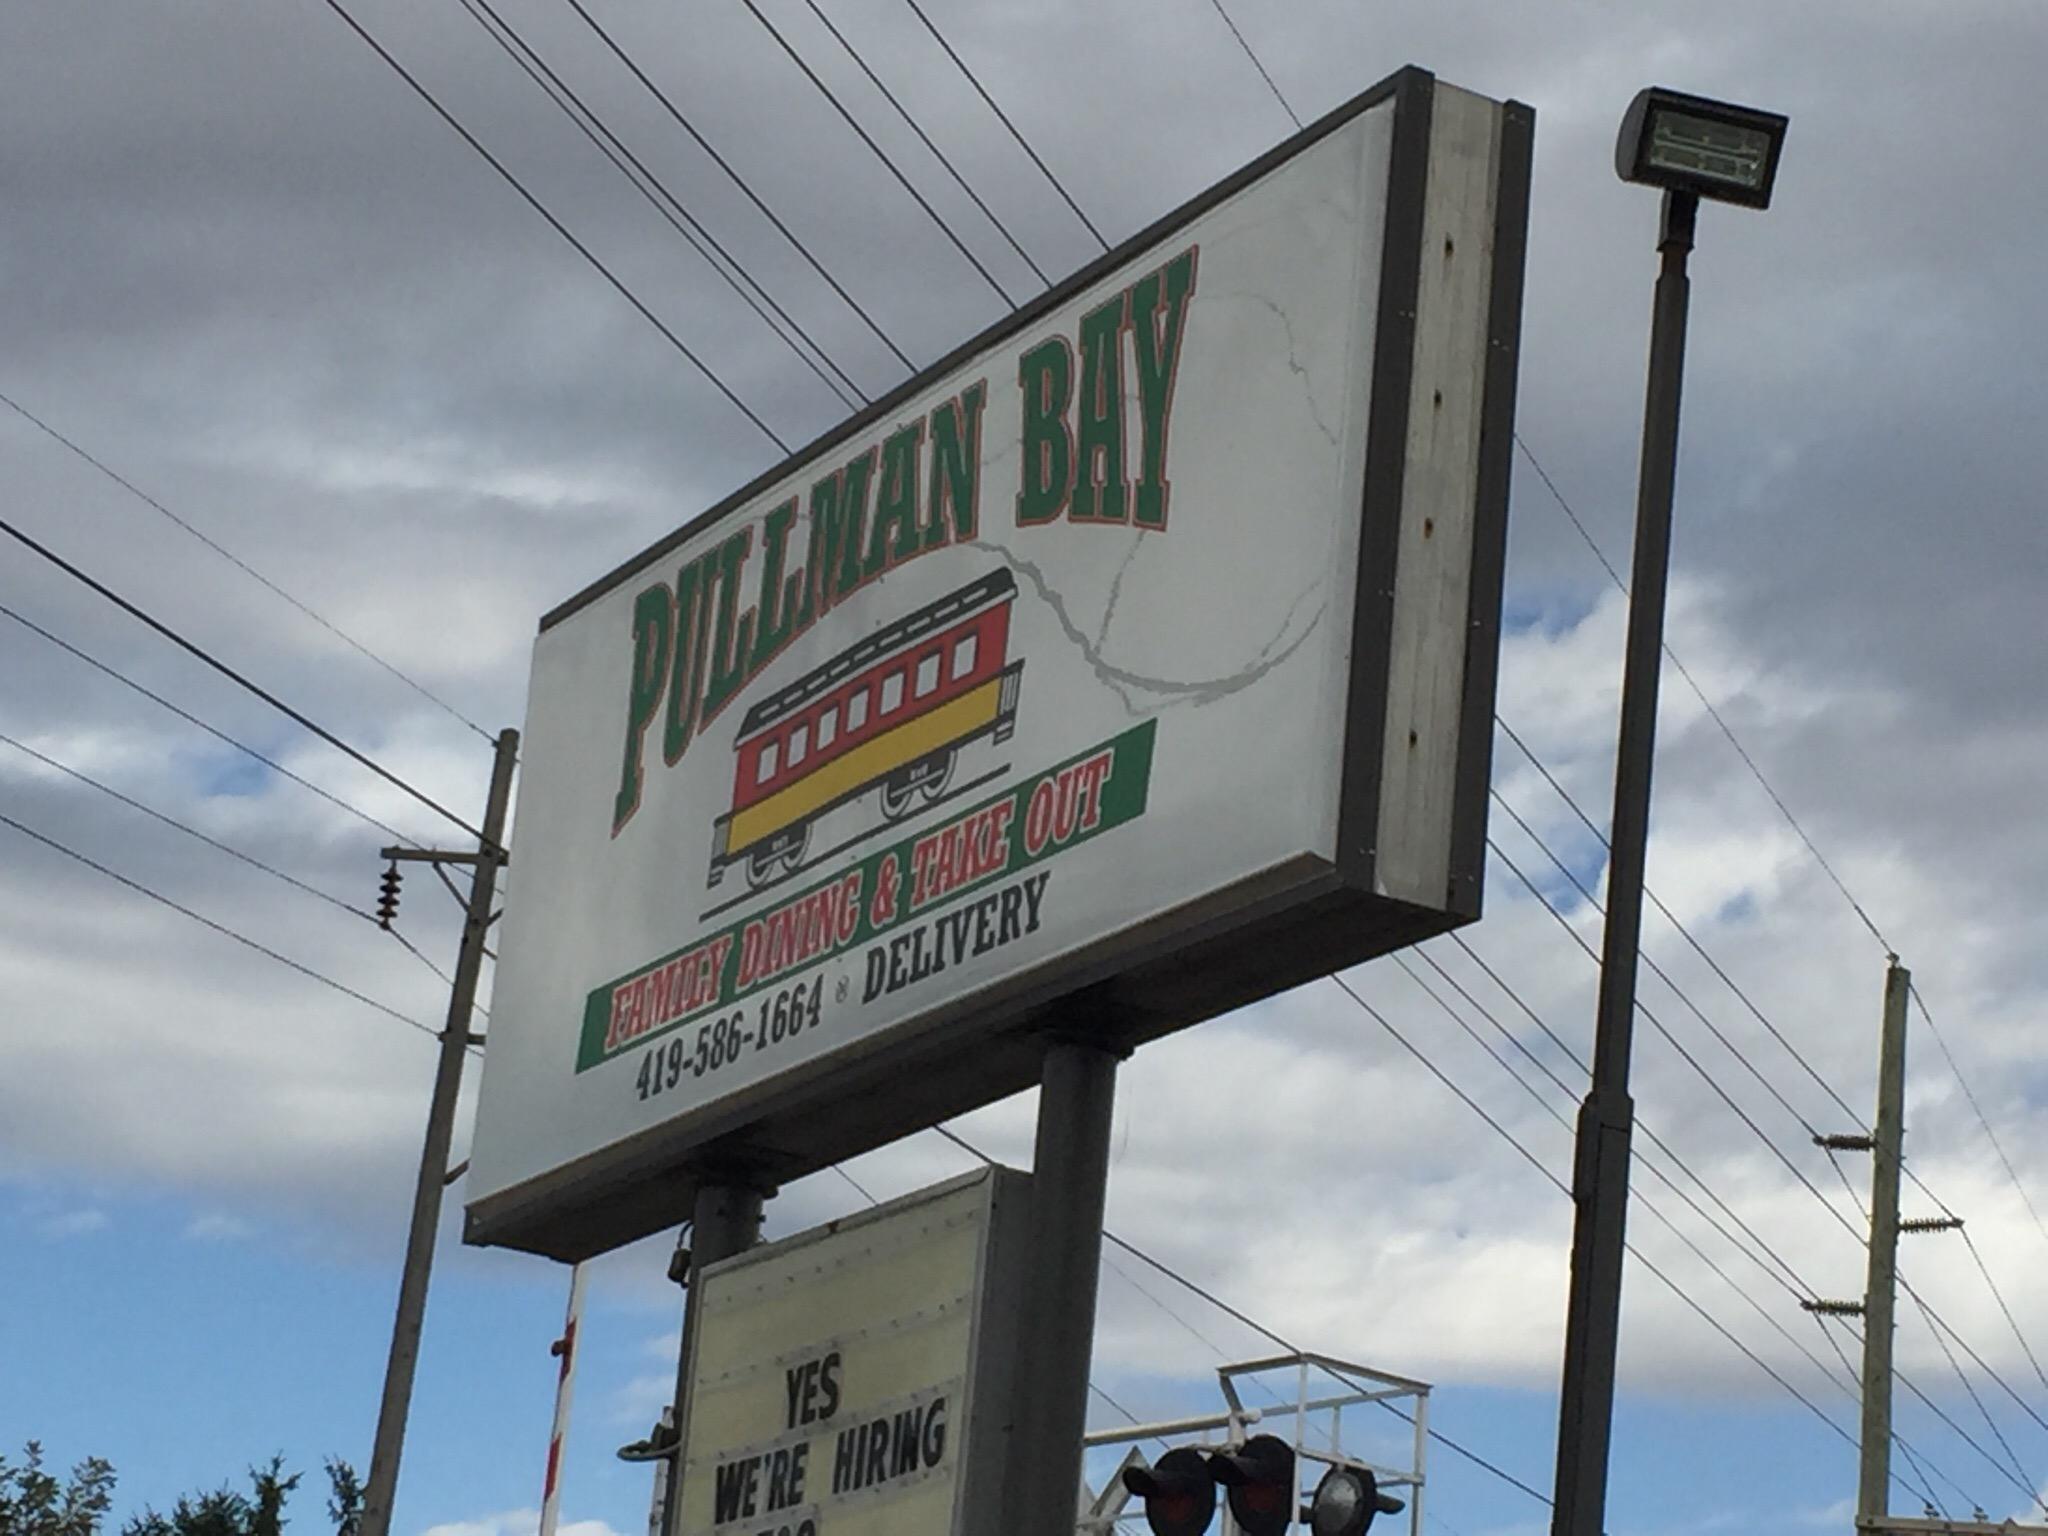 PULLMAN BAY
FAMILY DINING & TAKE OUT
419-586-1664 DELIVERY
YES
WE'RE HIRING